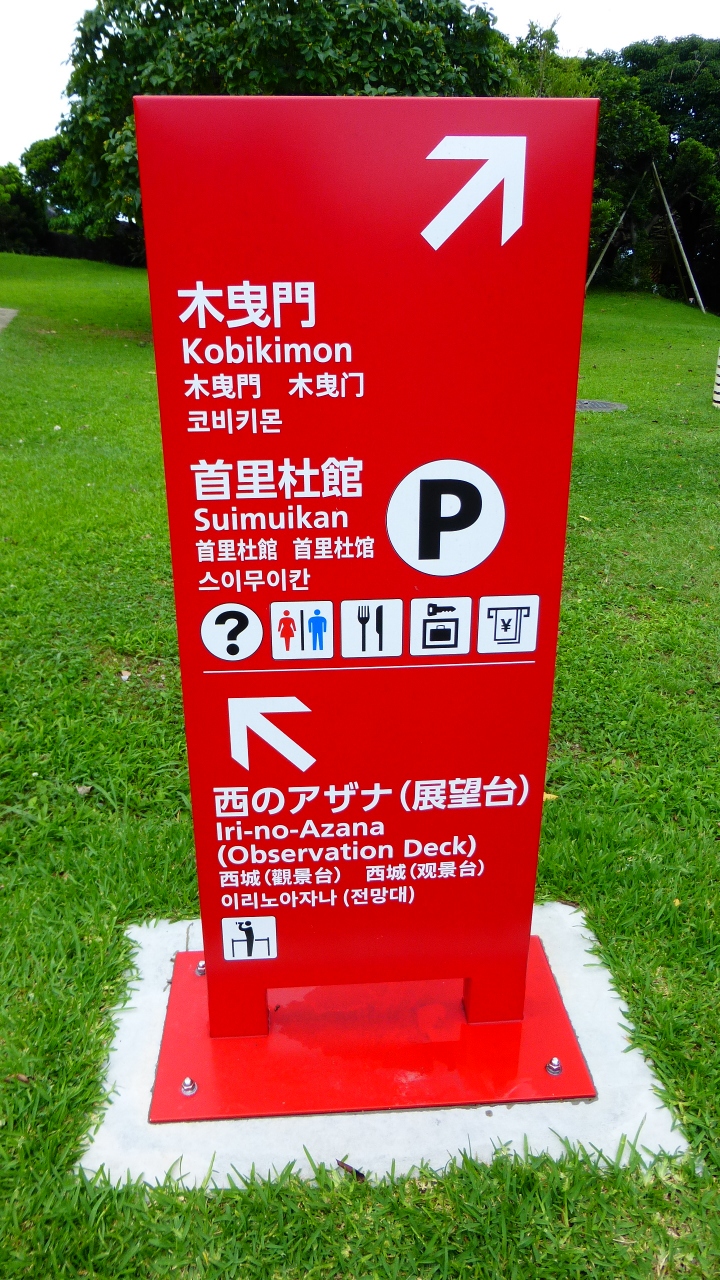 木曳門
Kobikimon
木曳門 木曳门
코비키몬
首里杜館
Suimuikan
首里杜館 首里杜馆
스이무이칸
P
?
¥
西のアザナ(展望台)
Iri-no-Azana
(Observation Deck)
西城(觀景台) 西城(观景台)
이리노아자나 (전망대)